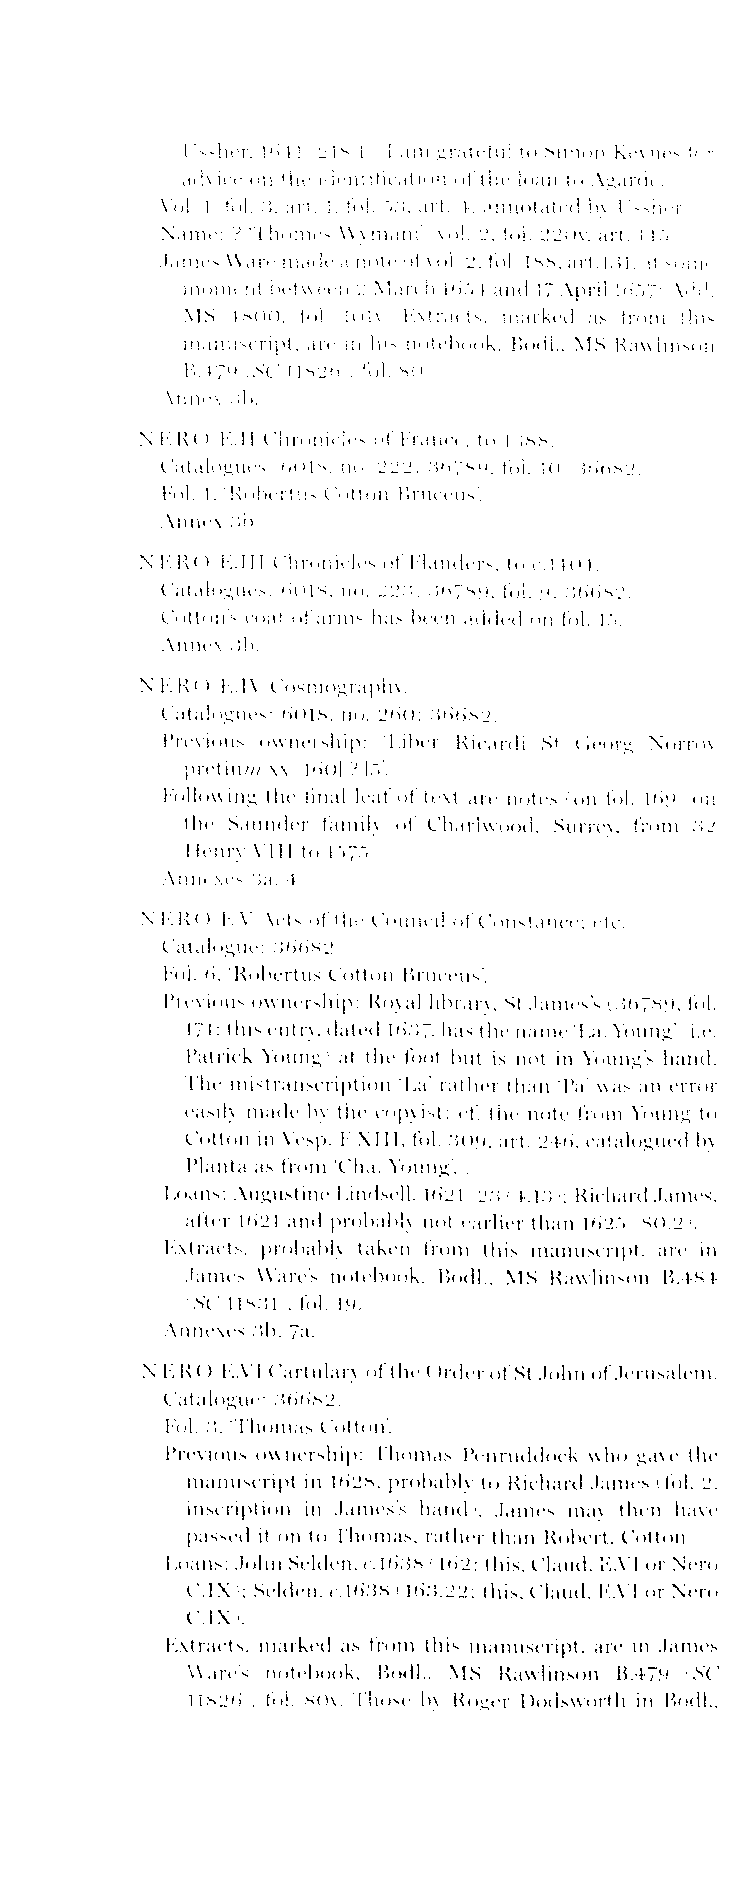 Ussher, 1641 (218.1). I am grateful to Simon Keynes for
advice on the identification of the loan to Agarde.
Vol. 1, fol. 3, art. 1, fol. 53, art. 4, annotated by Ussher.
Name: ? 'Thomes Wyman', vol. 2, fol. 220v, art. 145.
James Ware made a note of vol. 2, fol. 188, art.131, at some
moment between 2 March 1654 and 17 April 1657: Add.
MS 4800, fol. Extracts, marked as from this
manuscript, are in his notebook, Bodl., MS Rawlinson
B.479 (SC 11826), fol. 80.
Annex 3b.
NERO E.II Chronicles of France, to 1388.
Catalogues: 6018, no. 222; 36789, fol. 10; 36682.
Fol. 1, 'Robertus Cotton Bruceus'.
Annex 3b.
NERO E.III Chronicles of Flanders, to c.1404.
Catalogues: 6018, no. 223; 36789, fol. 9; 36682.
Cotton's coat of arms has been added on fol. 15.
Annex 3b.
NERO E.IV Cosmography.
Catalogues: 6018, no. 260; 36682.
Previous ownership: 'Liber Ricardi St Georg Norroy
pretium xx 160[?]5'.
Following the final leaf of text are notes (on fol. 169) on
the Saunder family of Charlwood, Surrey, from 32
Henry VIII to 1575.
Annexes 3a, 4.
NERO E.V Acts of the Council of Constance; etc.
Catalogue: 36682.
Fol. 6, 'Robertus Cotton Bruceus'.
Previous ownership: Royal library, St James's (36789, fol.
171: this entry, dated 1637, has the name 'La. Young' (i.e.
Patrick Young) at the foot but is not in Young's hand.
The mistranscription 'La' rather than 'Pa' was an error
easily made by the copyist: cf. the note from Young to
Cotton in Vesp. F.XIII, fol. 309, art. 246, catalogued by
Planta as from 'Cha. Young'.).
Loans: Augustine Lindsell, 1621–23 (4.13); Richard James,
after 1621 and probably not earlier than 1625 (80.2).
Extracts, probably taken from this manuscript, are in
James Ware's notebook, Bodl., MS Rawlinson B.484
(SC 11831), fol. 19.
Annexes 3b, 7a.
NERO E.VI Cartulary of the Order of St John of Jerusalem.
Catalogue: 36682.
Fol. 3, 'Thomas Cotton'.
Previous ownership: Thomas Penruddock who gave the
manuscript in 1628, probably to Richard James (fol. 2,
inscription in James's hand). James may then have
passed it on to Thomas, rather than Robert, Cotton.
Loans: John Selden, c.1638 (162: this, Claud. E.VI or Nero
C.IX); Selden, c.1638 (163.22: this, Claud. E.VI or Nero
C.IX).
Extracts, marked as from this manuscript, are in James
Ware's notebook, Bodl., MS Rawlinson B.479 (SC
11826), fol. 80v. Those by Roger Dodsworth in Bodl.,